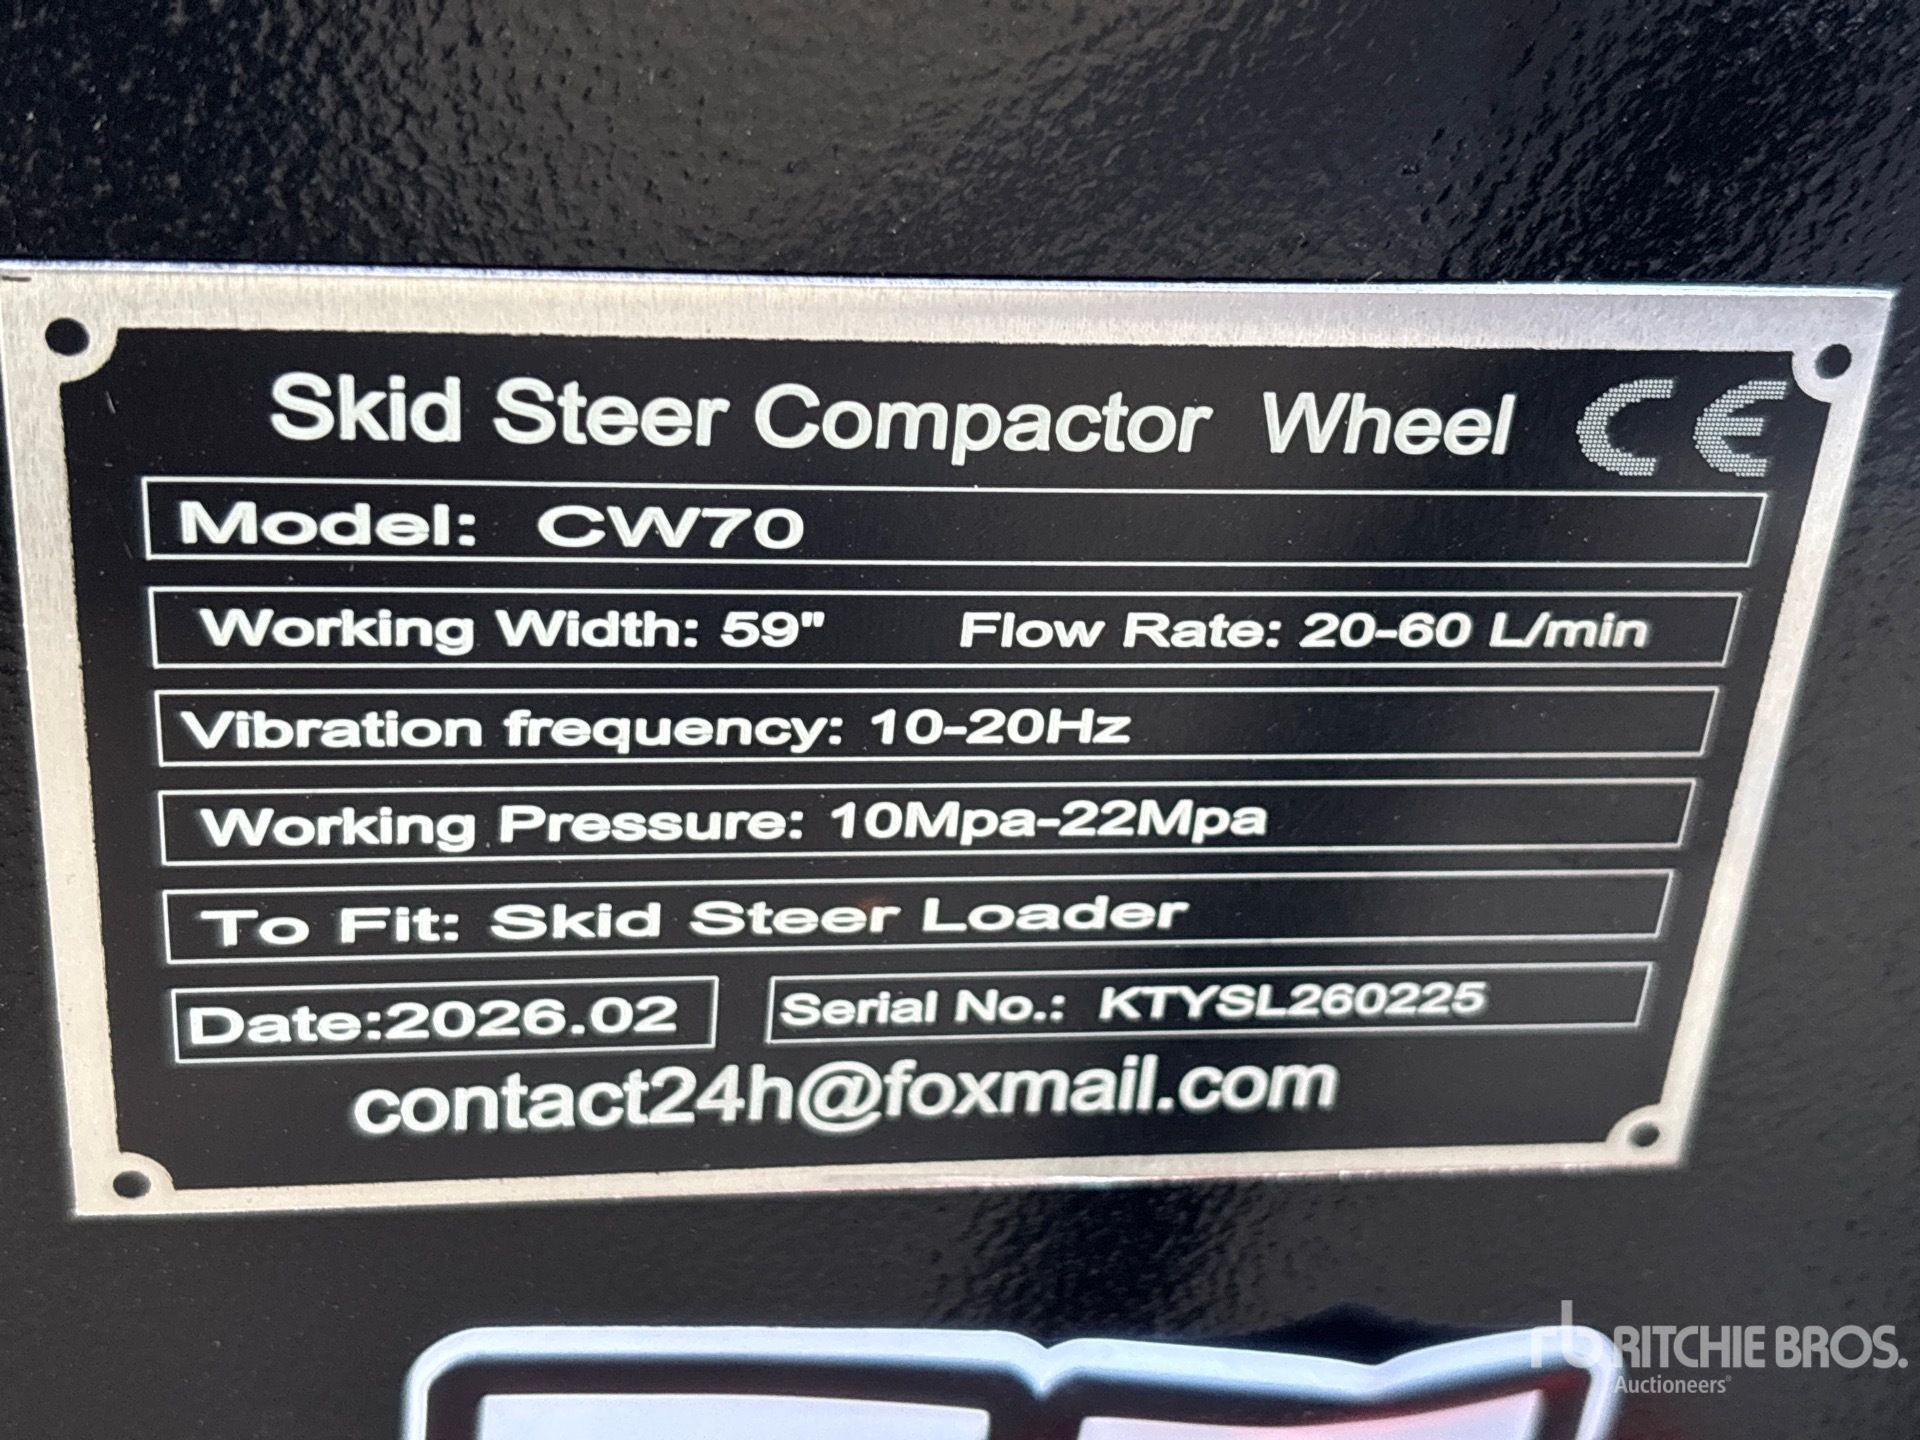 Skid Steer Compactor Wheel CE
Model: CW70
Working Width: 59" Flow Rate: 20-60 L/min
Vibration frequency: 10-20Hz
Working Pressure: 10Mpa-22Mpa
To Fit: Skid Steer Loader
Date:2026.02 Serial No.: KTYSL260225
contact24h@foxmail.com
rb RITCHIE BROS.
Auctioneers®